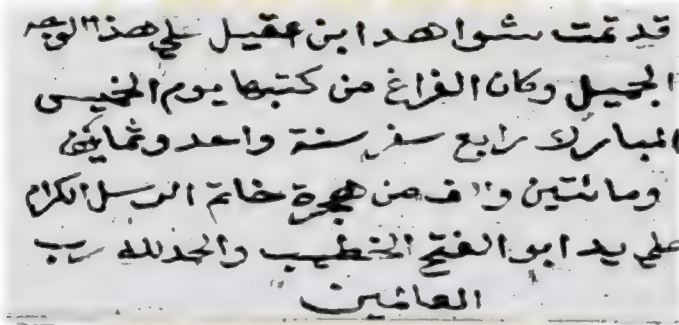 قد تمت شواهد ابن عقيل على هذا الوجه
الجميل وكان الفراغ من كتبها يوم الخميس
المبارك رابع سفر سنة واحد وثمانين
ومائتين والف من هجرة خاتم الرسل الكرام
على يد ابو الفتح الخطيب والحمد لله رب
العالمين